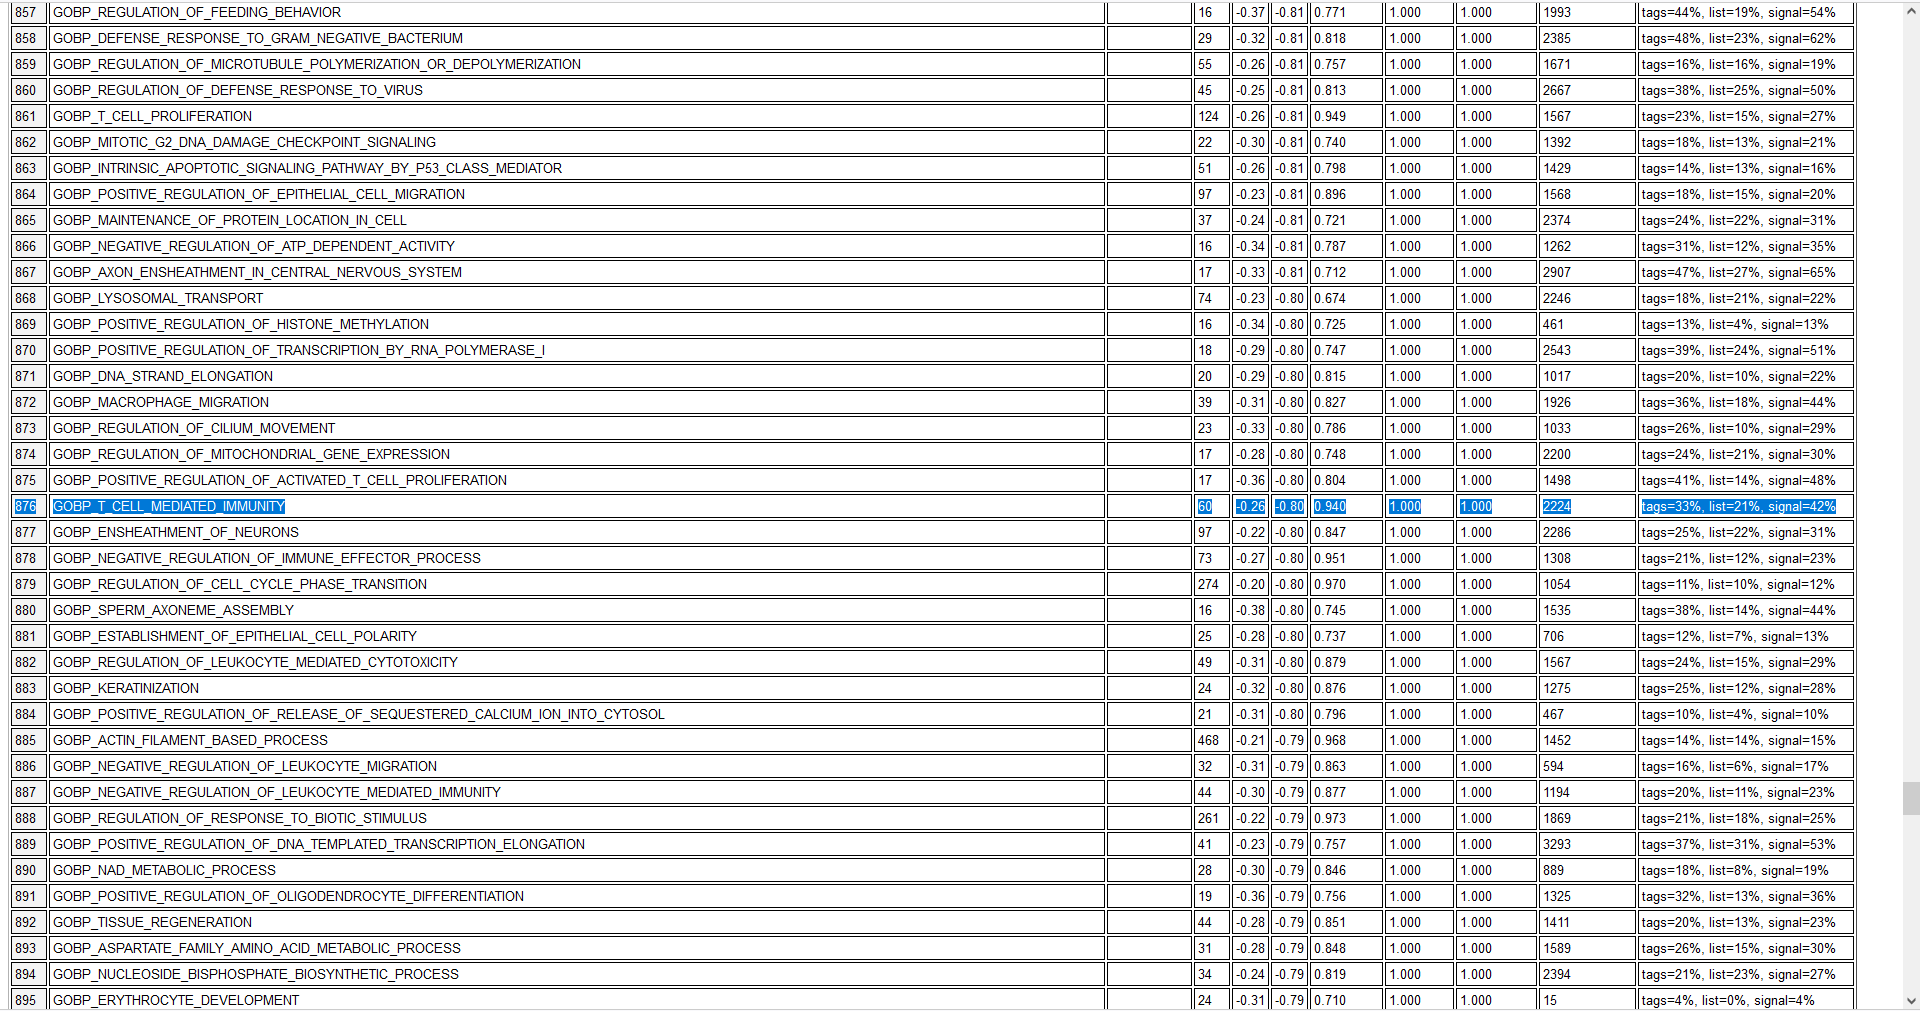 857 GOBP_REGULATION_OF_FEEDING_BEHAVIOR 16 -0.37 -0.81 0.771 1.000 1.000 1993 tags=44%, list=19%, signal=54%
858 GOBP_DEFENSE_RESPONSE_TO_GRAM_NEGATIVE_BACTERIUM 29 -0.32 -0.81 0.818 1.000 1.000 2385 tags=48%, list=23%, signal=62%
859 GOBP_REGULATION_OF_MICROTUBULE_POLYMERIZATION_OR_DEPOLYMERIZATION 55 -0.26 -0.81 0.757 1.000 1.000 1671 tags=16%, list=16%, signal=19%
860 GOBP_REGULATION_OF_DEFENSE_RESPONSE_TO_VIRUS 45 -0.25 -0.81 0.813 1.000 1.000 2667 tags=38%, list=25%, signal=50%
861 GOBP_T_CELL_PROLIFERATION 124 -0.26 -0.81 0.949 1.000 1.000 1567 tags=23%, list=15%, signal=27%
862 GOBP_MITOTIC_G2_DNA_DAMAGE_CHECKPOINT_SIGNALING 22 -0.30 -0.81 0.740 1.000 1.000 1392 tags=18%, list=13%, signal=21%
863 GOBP_INTRINSIC_APOPTOTIC_SIGNALING_PATHWAY_BY_P53_CLASS_MEDIATOR 51 -0.26 -0.81 0.798 1.000 1.000 1429 tags=14%, list=13%, signal=16%
864 GOBP_POSITIVE_REGULATION_OF_EPITHELIAL_CELL_MIGRATION 97 -0.23 -0.81 0.896 1.000 1.000 1568 tags=18%, list=15%, signal=20%
865 GOBP_MAINTENANCE_OF_PROTEIN_LOCATION_IN_CELL 37 -0.24 -0.81 0.721 1.000 1.000 2374 tags=24%, list=22%, signal=31%
866 GOBP_NEGATIVE_REGULATION_OF_ATP_DEPENDENT_ACTIVITY 16 -0.34 -0.81 0.787 1.000 1.000 1262 tags=31%, list=12%, signal=35%
867 GOBP_AXON_ENSHEATHMENT_IN_CENTRAL_NERVOUS_SYSTEM 17 -0.33 -0.81 0.712 1.000 1.000 2907 tags=47%, list=27%, signal=65%
868 GOBP_LYSOSOMAL_TRANSPORT 74 -0.23 -0.80 0.674 1.000 1.000 2246 tags=18%, list=21%, signal=22%
869 GOBP_POSITIVE_REGULATION_OF_HISTONE_METHYLATION 16 -0.34 -0.80 0.725 1.000 1.000 461 tags=13%, list=4%, signal=13%
870 GOBP_POSITIVE_REGULATION_OF_TRANSCRIPTION_BY_RNA_POLYMERASE_I 18 -0.29 -0.80 0.747 1.000 1.000 2543 tags=39%, list=24%, signal=51%
871 GOBP_DNA_STRAND_ELONGATION 20 -0.29 -0.80 0.815 1.000 1.000 1017 tags=20%, list=10%, signal=22%
872 GOBP_MACROPHAGE_MIGRATION 39 -0.31 -0.80 0.827 1.000 1.000 1926 tags=36%, list=18%, signal=44%
873 GOBP_REGULATION_OF_CILIUM_MOVEMENT 23 -0.33 -0.80 0.786 1.000 1.000 1033 tags=26%, list=10%, signal=29%
874 GOBP_REGULATION_OF_MITOCHONDRIAL_GENE_EXPRESSION 17 -0.28 -0.80 0.748 1.000 1.000 2200 tags=24%, list=21%, signal=30%
875 GOBP_POSITIVE_REGULATION_OF_ACTIVATED_T_CELL_PROLIFERATION 17 -0.36 -0.80 0.804 1.000 1.000 1498 tags=41%, list=14%, signal=48%
876 GOBP_T_CELL_MEDIATED_IMMUNITY 60 -0.26 -0.80 0.940 1.000 1.000 2224 tags=33%, list=21%, signal=42%
877 GOBP_ENSHEATHMENT_OF_NEURONS 97 -0.22 -0.80 0.847 1.000 1.000 2286 tags=25%, list=22%, signal=31%
878 GOBP_NEGATIVE_REGULATION_OF_IMMUNE_EFFECTOR_PROCESS 73 -0.27 -0.80 0.951 1.000 1.000 1308 tags=21%, list=12%, signal=23%
879 GOBP_REGULATION_OF_CELL_CYCLE_PHASE_TRANSITION 274 -0.20 -0.80 0.970 1.000 1.000 1054 tags=11%, list=10%, signal=12%
880 GOBP_SPERM_AXONEME_ASSEMBLY 16 -0.38 -0.80 0.745 1.000 1.000 1535 tags=38%, list=14%, signal=44%
881 GOBP_ESTABLISHMENT_OF_EPITHELIAL_CELL_POLARITY 25 -0.28 -0.80 0.737 1.000 1.000 706 tags=12%, list=7%, signal=13%
882 GOBP_REGULATION_OF_LEUKOCYTE_MEDIATED_CYTOTOXICITY 49 -0.31 -0.80 0.879 1.000 1.000 1567 tags=24%, list=15%, signal=29%
883 GOBP_KERATINIZATION 24 -0.32 -0.80 0.876 1.000 1.000 1275 tags=25%, list=12%, signal=28%
884 GOBP_POSITIVE_REGULATION_OF_RELEASE_OF_SEQUESTERED_CALCIUM_ION_INTO_CYTOSOL 21 -0.31 -0.80 0.796 1.000 1.000 467 tags=10%, list=4%, signal=10%
885 GOBP_ACTIN_FILAMENT_BASED_PROCESS 468 -0.21 -0.79 0.968 1.000 1.000 1452 tags=14%, list=14%, signal=15%
886 GOBP_NEGATIVE_REGULATION_OF_LEUKOCYTE_MIGRATION 32 -0.31 -0.79 0.863 1.000 1.000 594 tags=16%, list=6%, signal=17%
887 GOBP_NEGATIVE_REGULATION_OF_LEUKOCYTE_MEDIATED_IMMUNITY 44 -0.30 -0.79 0.877 1.000 1.000 1194 tags=20%, list=11%, signal=23%
888 GOBP_REGULATION_OF_RESPONSE_TO_BIOTIC_STIMULUS 261 -0.22 -0.79 0.973 1.000 1.000 1869 tags=21%, list=18%, signal=25%
889 GOBP_POSITIVE_REGULATION_OF_DNA_TEMPLATED_TRANSCRIPTION_ELONGATION 41 -0.23 -0.79 0.757 1.000 1.000 3293 tags=37%, list=31%, signal=53%
890 GOBP_NAD_METABOLIC_PROCESS 28 -0.30 -0.79 0.846 1.000 1.000 889 tags=18%, list=8%, signal=19%
891 GOBP_POSITIVE_REGULATION_OF_OLIGODENDROCYTE_DIFFERENTIATION 19 -0.36 -0.79 0.756 1.000 1.000 1325 tags=32%, list=13%, signal=36%
892 GOBP_TISSUE_REGENERATION 44 -0.28 -0.79 0.851 1.000 1.000 1411 tags=20%, list=13%, signal=23%
893 GOBP_ASPARTATE_FAMILY_AMINO_ACID_METABOLIC_PROCESS 31 -0.28 -0.79 0.848 1.000 1.000 1589 tags=26%, list=15%, signal=30%
894 GOBP_NUCLEOSIDE_BISPHOSPHATE_BIOSYNTHETIC_PROCESS 34 -0.24 -0.79 0.819 1.000 1.000 2394 tags=21%, list=23%, signal=27%
895 GOBP_ERYTHROCYTE_DEVELOPMENT 24 -0.31 -0.79 0.710 1.000 1.000 15 tags=4%, list=0%, signal=4%